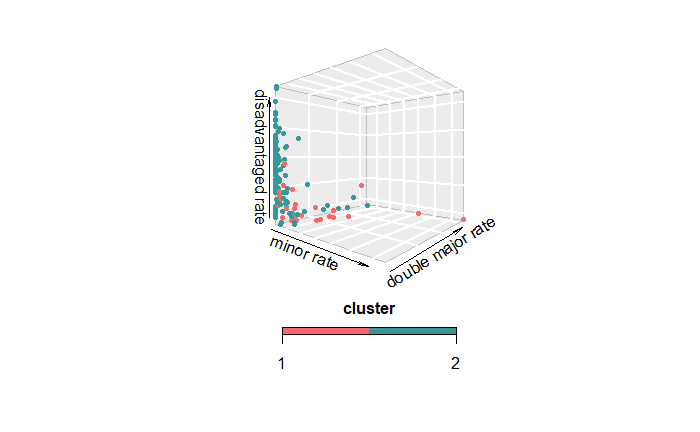 disadvantaged rate
minor rate
double major rate
cluster
1
2